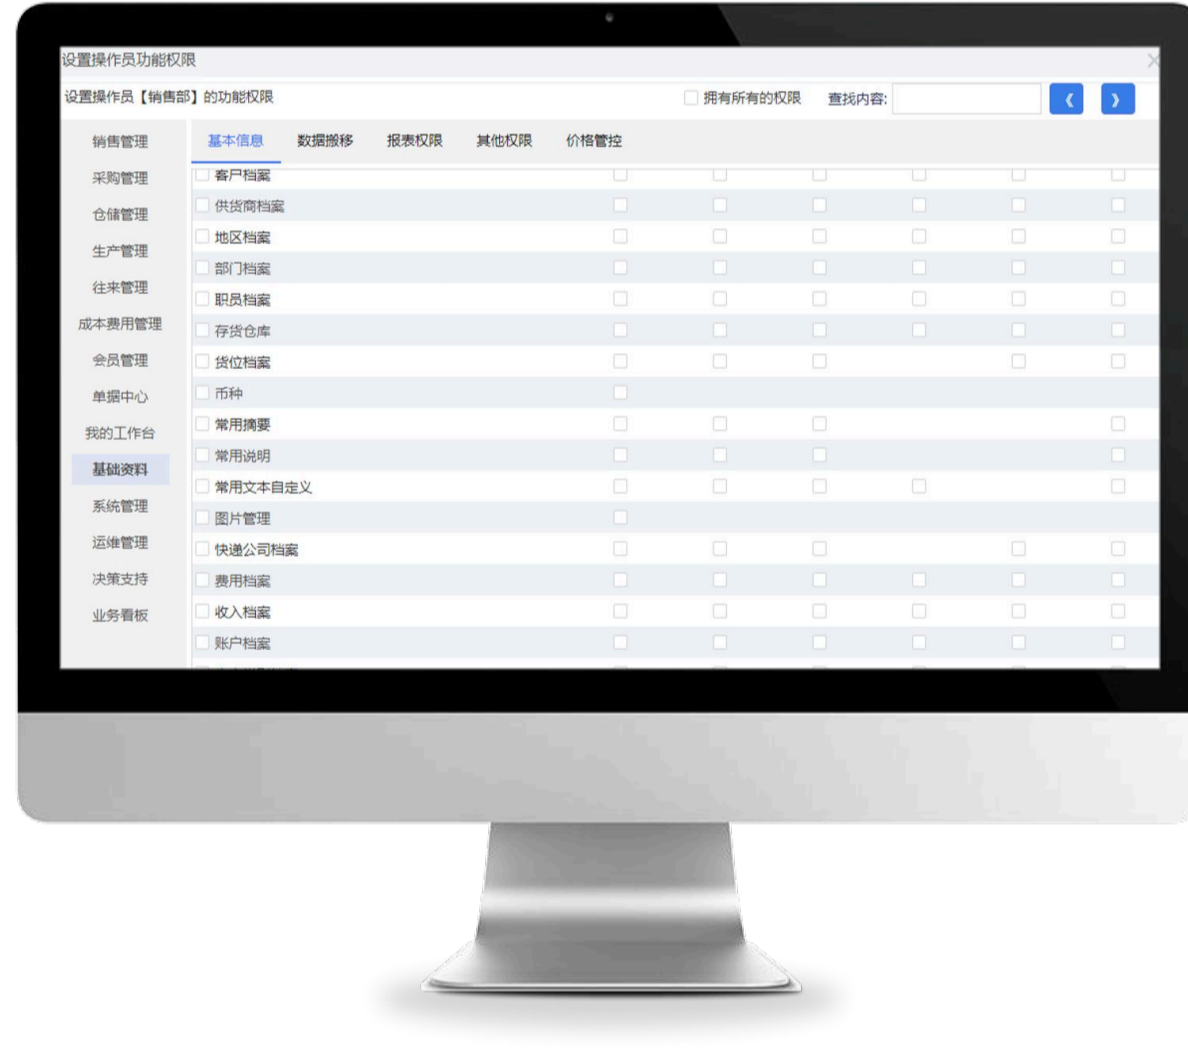 设置操作员功能权限
设置操作员【销售部】的功能权限 拥有所有的权限 查找内容:
基本信息 数据搬移 报表权限 其他权限 价格管控
销售管理
采购管理
仓储管理
生产管理
往来管理
成本费用管理
会员管理
单据中心
我的工作台
基础资料
系统管理
运维管理
决策支持
业务看板
客户档案
供货商档案
地区档案
部门档案
职员档案
存货仓库
货位档案
币种
常用摘要
常用说明
常用文本自定义
图片管理
快递公司档案
费用档案
收入档案
账户档案